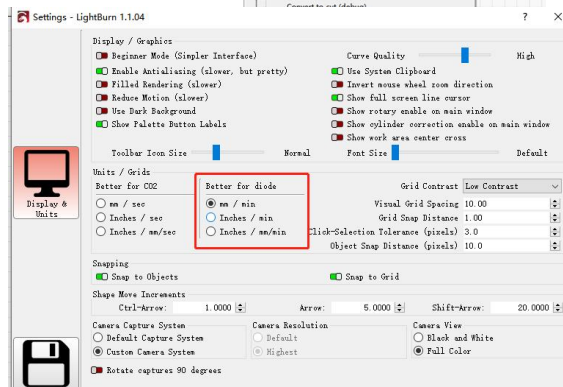 Convert to cut (debug)
Settings - LightBurn 1.1.04
? ×
Display / Graphics
Beginner Mode (Simpler Interface)
Curve Quality High
Enable Antialiasing (slower, but pretty)
Use System Clipboard
Filled Rendering (slower)
Invert mouse wheel zoom direction
Reduce Motion (slower)
Show full screen line cursor
Use Dark Background
Show rotary enable on main window
Show Palette Button Labels
Show cylinder correction enable on main window
Show work area center cross
Toolbar Icon Size Normal
Font Size Default
Display & Units
Units / Grids
Better for CO2
Better for diode
Grid Contrast Low Contrast
mm / sec
mm / min
Visual Grid Spacing 10.00
Inches / sec
Inches / min
Grid Snap Distance 1.00
Inches / mm/sec
Inches / mm/min
Click-Selection Tolerance (pixels) 3.0
Object Snap Distance (pixels) 10.0
Snapping
Snap to Objects
Snap to Grid
Shape Move Increments
Ctrl-Arrow: 1.0000
Arrow: 5.0000
Shift-Arrow: 20.0000
Camera Capture System
Camera Resolution
Camera View
Default Capture System
Default
Black and White
Custom Camera System
Highest
Full Color
Rotate captures 90 degrees